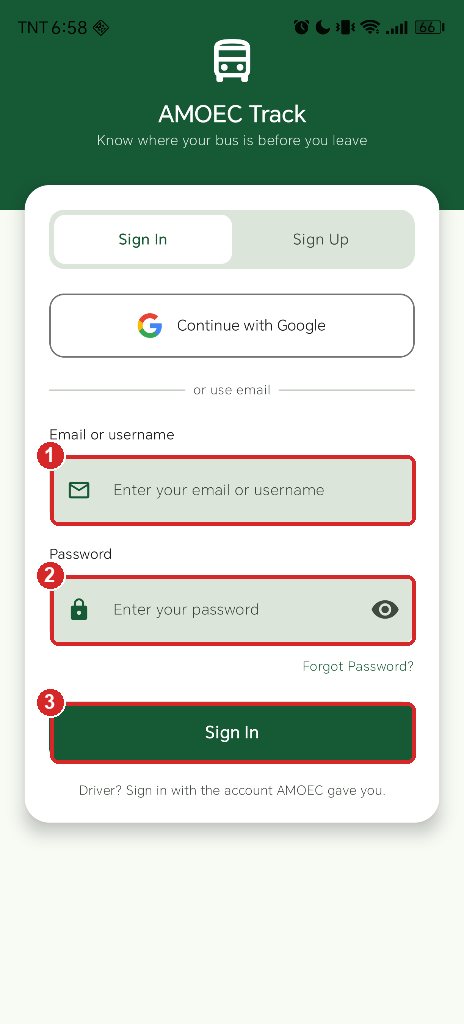 TNT 6:58
66
AMOEC Track
Know where your bus is before you leave
Sign In
Sign Up
Continue with Google
or use email
Email or username
1
Enter your email or username
Password
2
Enter your password
Forgot Password?
3
Sign In
Driver? Sign in with the account AMOEC gave you.